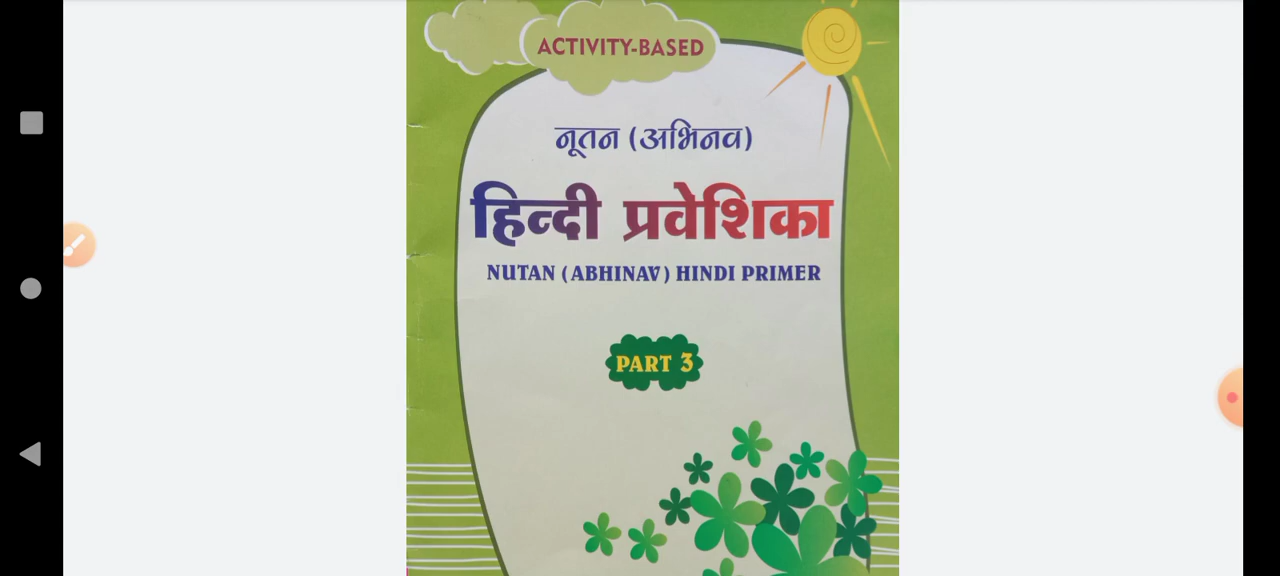 ACTIVITY-BASED
नूतन (अभिनव)
हिन्दी प्रवेशिका
NUTAN (ABHINAV) HINDI PRIMER
PART 3